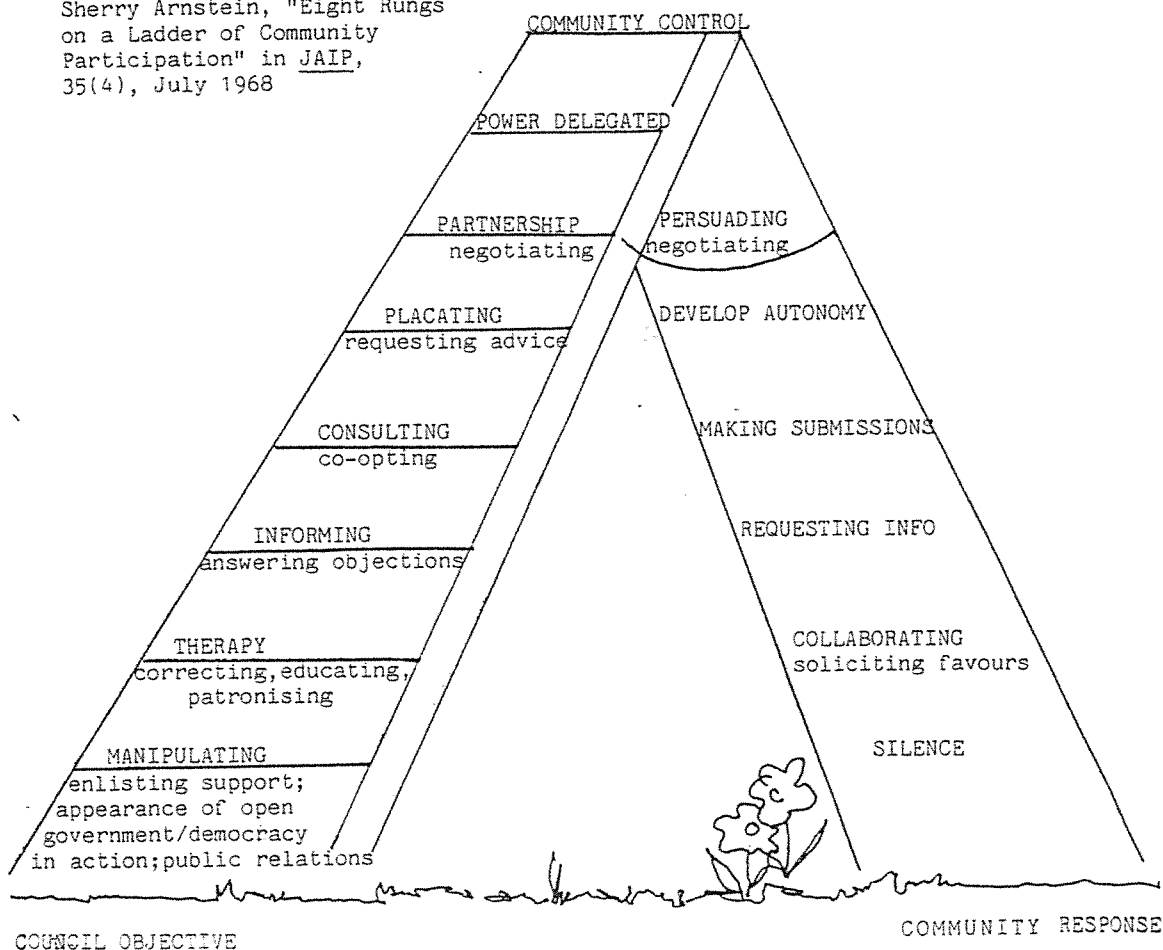 Sherry Arnstein, "Eight Rungs
on a Ladder of Community
Participation" in JAIP,
35(4), July 1968
COMMUNITY CONTROL
POWER DELEGATED
PARTNERSHIP
negotiating
PLACATING
requesting advice
CONSULTING
co-opting
INFORMING
answering objections
THERAPY
correcting, educating,
patronising
MANIPULATING
enlisting support;
appearance of open
government/democracy
in action; public relations
COUNCIL OBJECTIVE
PERSUADING
negotiating
DEVELOP AUTONOMY
MAKING SUBMISSIONS
REQUESTING INFO
COLLABORATING
soliciting favours
SILENCE
COMMUNITY RESPONSE